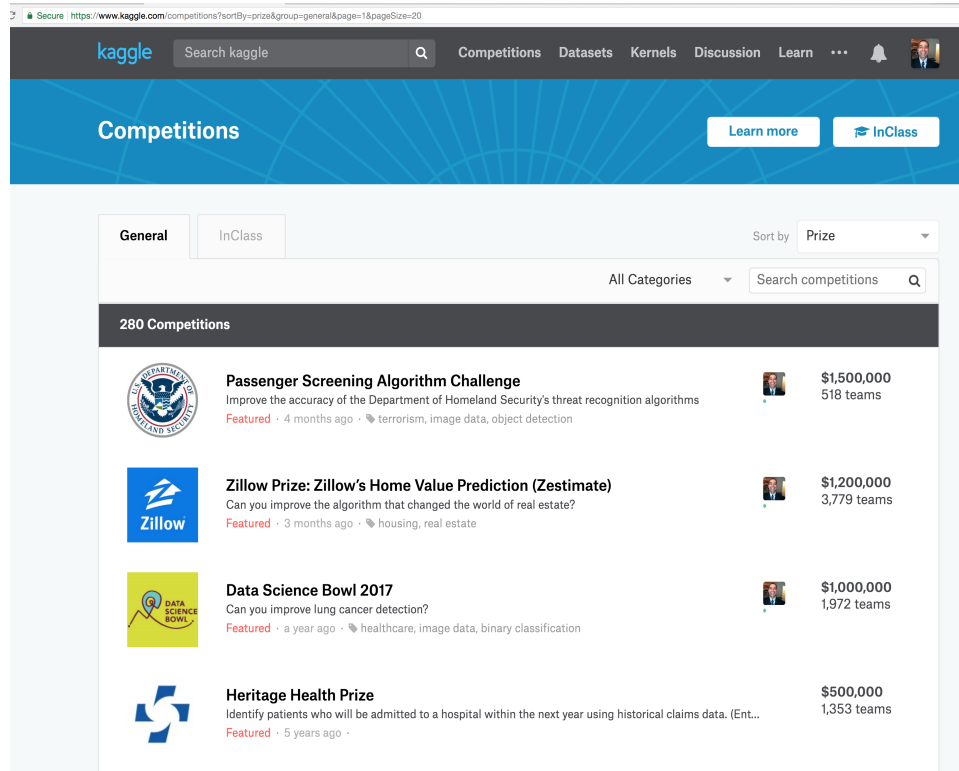 Secure https://www.kaggle.com/competitions?sortBy=prize&group=general&page=1&pageSize=20
kaggle Search kaggle Competitions Datasets Kernels Discussion Learn
Competitions Learn more InClass
General InClass Sort by Prize
All Categories Search competitions
280 Competitions
U.S. DEPARTMENT OF HOMELAND SECURITY
Passenger Screening Algorithm Challenge $1,500,000
Improve the accuracy of the Department of Homeland Security's threat recognition algorithms 518 teams
Featured · 4 months ago · terrorism, image data, object detection
Zillow
Zillow Prize: Zillow's Home Value Prediction (Zestimate) $1,200,000
Can you improve the algorithm that changed the world of real estate? 3,779 teams
Featured · 3 months ago · housing, real estate
DATA
SCIENCE
BOWL
Data Science Bowl 2017 $1,000,000
Can you improve lung cancer detection? 1,972 teams
Featured · a year ago · healthcare, image data, binary classification
Heritage Health Prize $500,000
Identify patients who will be admitted to a hospital within the next year using historical claims data. (Ent... 1,353 teams
Featured · 5 years ago ·